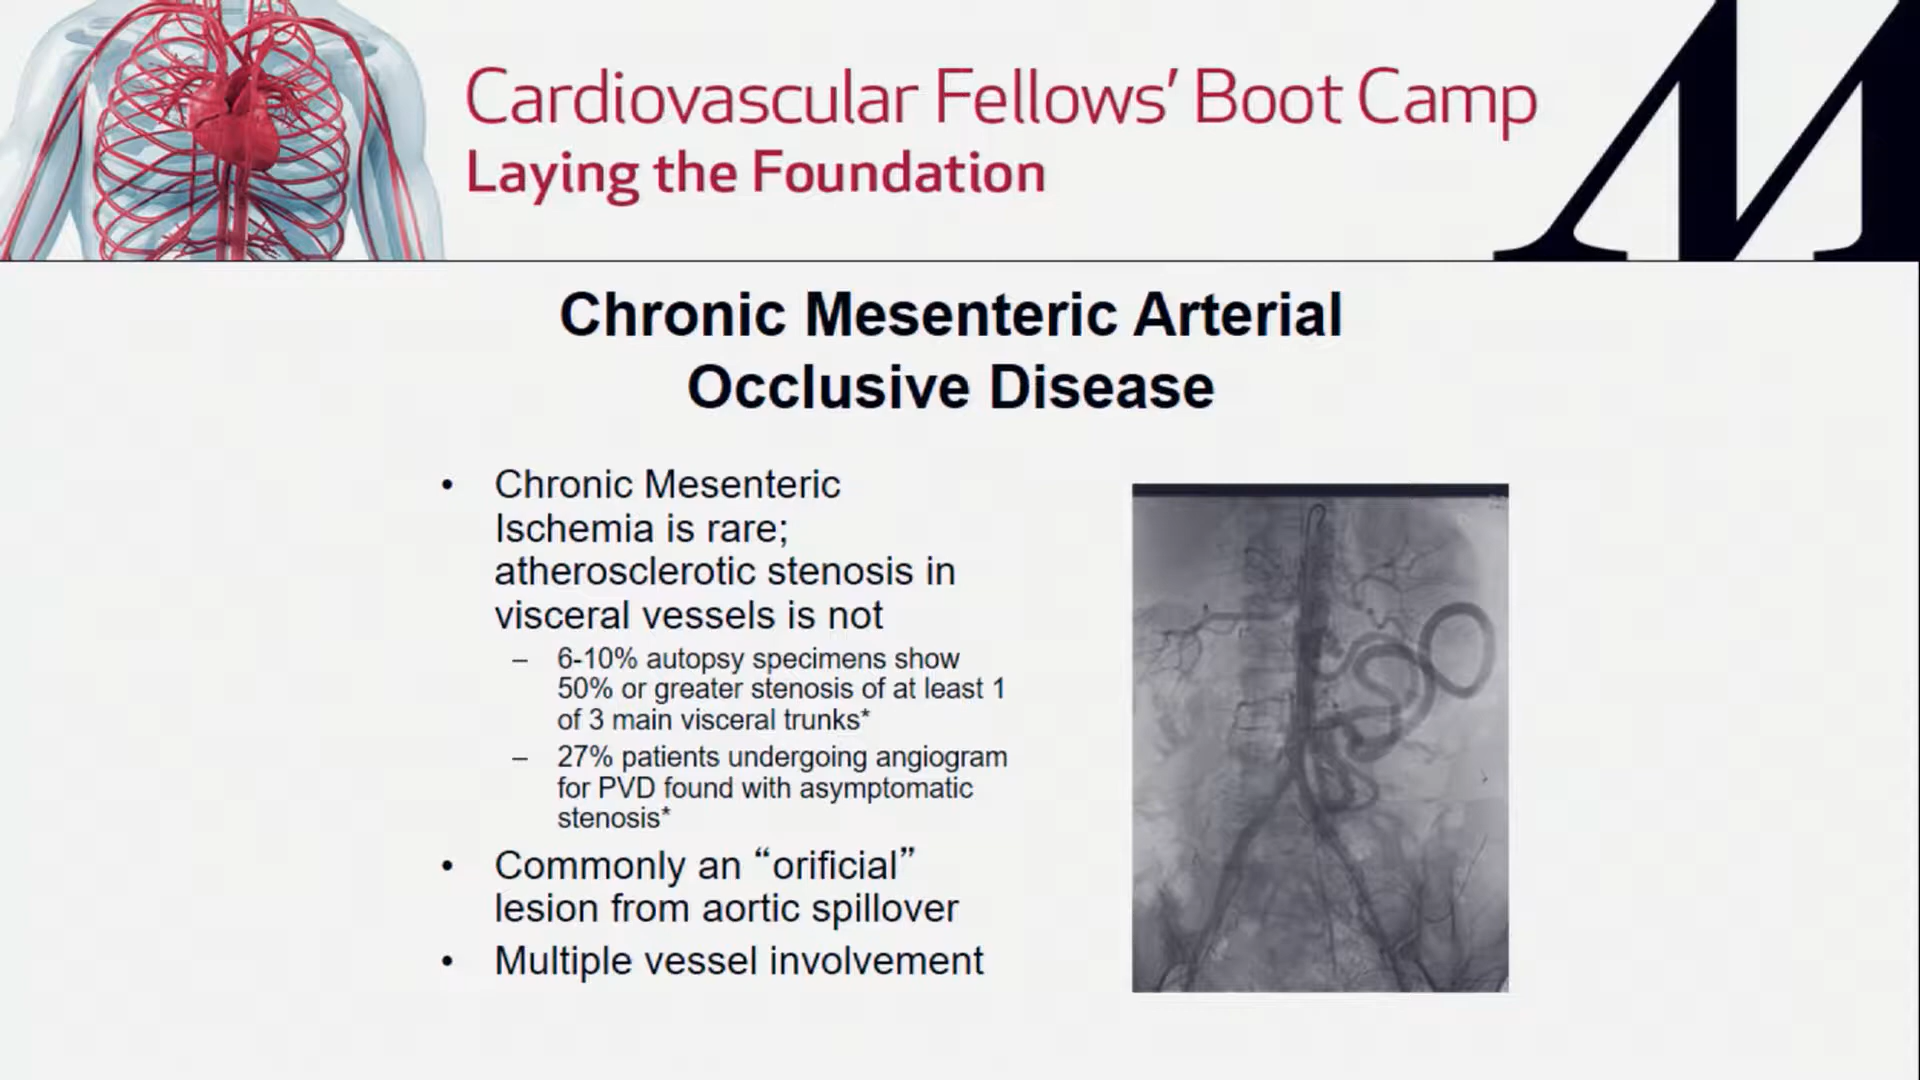 Cardiovascular Fellows’ Boot Camp
Laying the Foundation
M
Chronic Mesenteric Arterial
Occlusive Disease
• Chronic Mesenteric
Ischemia is rare;
atherosclerotic stenosis in
visceral vessels is not
– 6-10% autopsy specimens show
50% or greater stenosis of at least 1
of 3 main visceral trunks*
– 27% patients undergoing angiogram
for PVD found with asymptomatic
stenosis*
• Commonly an “orificial”
lesion from aortic spillover
• Multiple vessel involvement